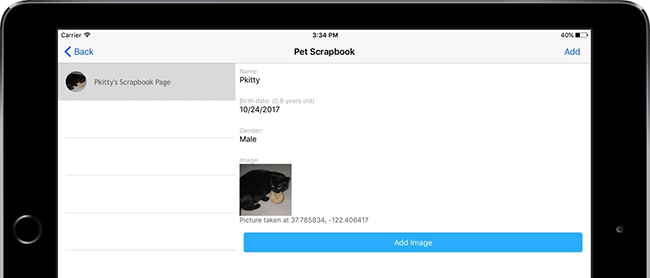 Carrier 3:34 PM 40%
Back Pet Scrapbook Add
Pkitty's Scrapbook Page
Name:
Pkitty
Birth date: (0.6 years old)
10/24/2017
Gender:
Male
Image:
Picture taken at 37.785834, -122.406417
Add Image